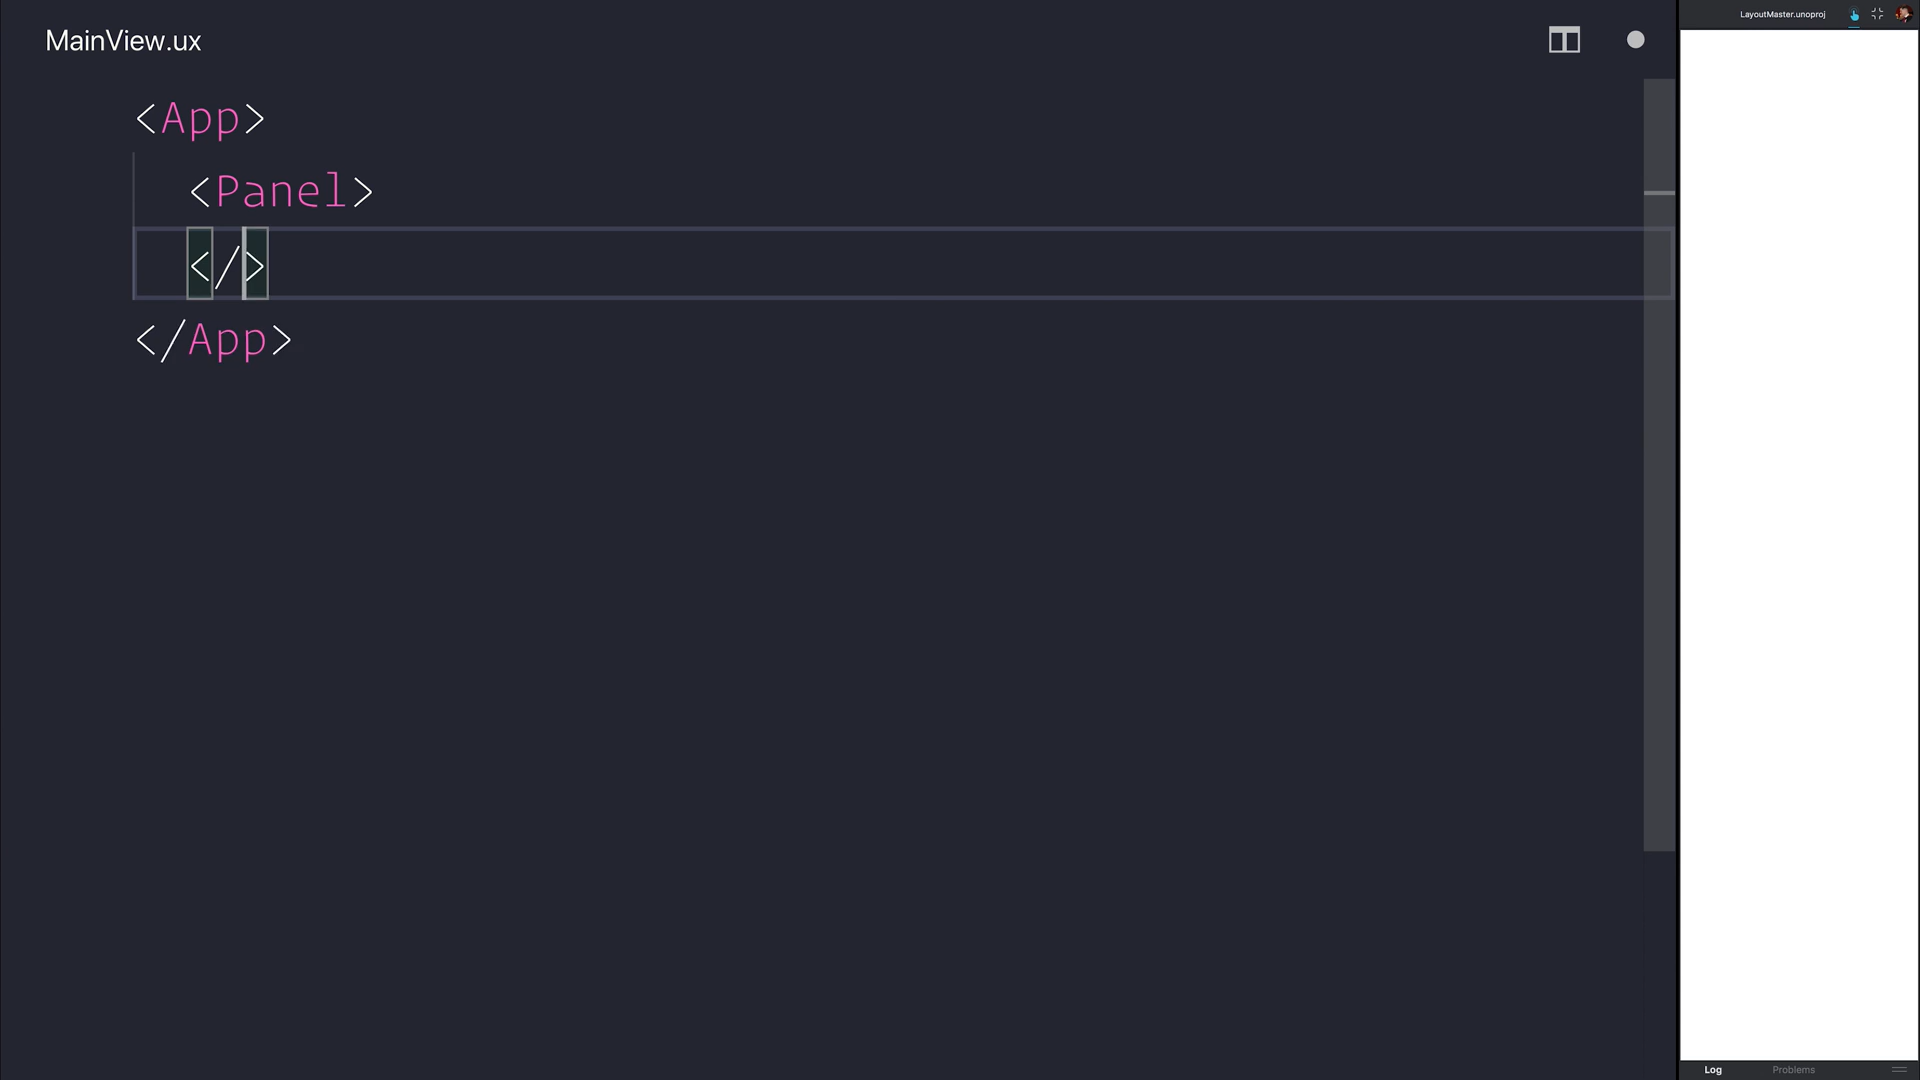 MainView.ux
LayoutMaster.unoproj
<App>
<Panel>
</>
</App>
Log
Problems